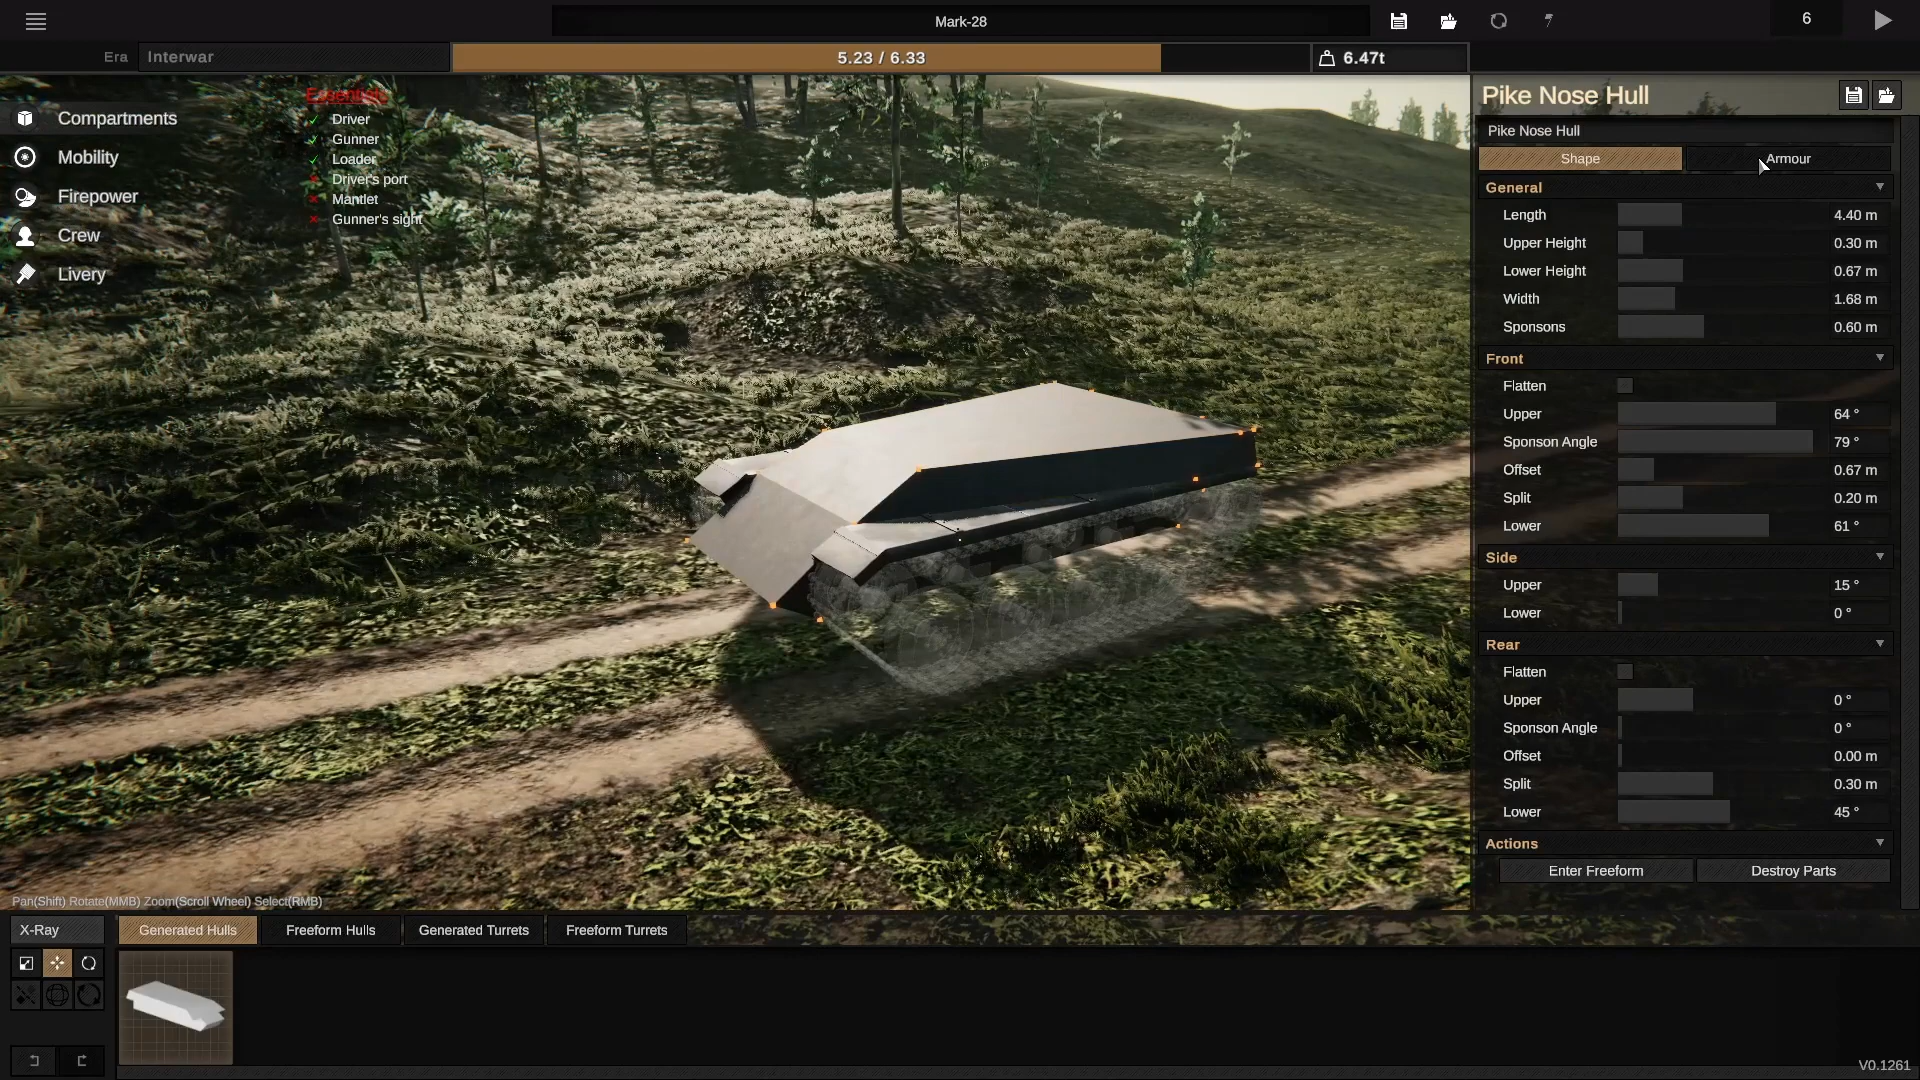 Mark-28
6
Era
Interwar
5.23 / 6.33
6.47t
Compartments
Mobility
Firepower
Crew
Livery
Essentials
Driver
Gunner
Loader
Driver's port
Mantlet
Gunner's sight
Pike Nose Hull
Pike Nose Hull
Shape
Armour
General
Length 4.40 m
Upper Height 0.30 m
Lower Height 0.67 m
Width 1.68 m
Sponsons 0.60 m
Front
Flatten
Upper 64 °
Sponson Angle 79 °
Offset 0.67 m
Split 0.20 m
Lower 61 °
Side
Upper 15 °
Lower 0 °
Rear
Flatten
Upper 0 °
Sponson Angle 0 °
Offset 0.00 m
Split 0.30 m
Lower 45 °
Actions
Enter Freeform
Destroy Parts
Pan(Shift) Rotate(MMB) Zoom(Scroll Wheel) Select(RMB)
X-Ray
Generated Hulls
Freeform Hulls
Generated Turrets
Freeform Turrets
V0.1261